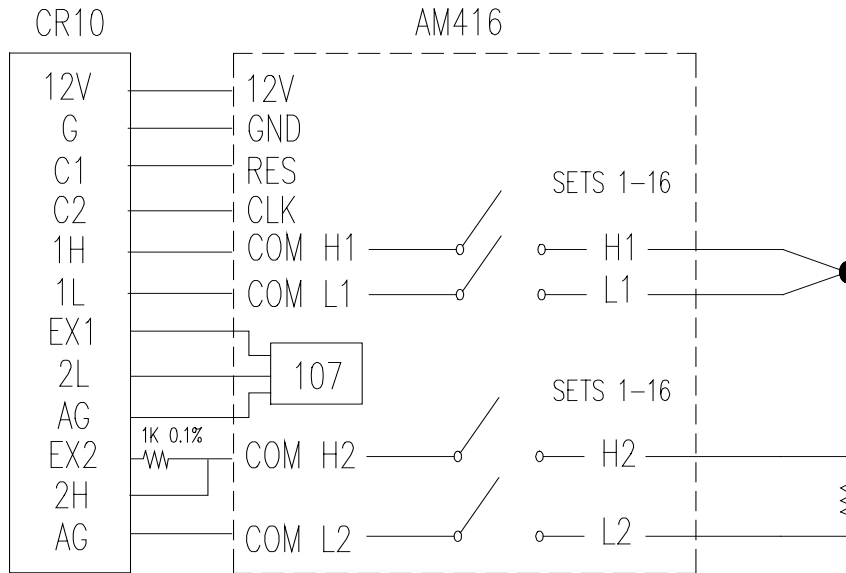 CR10 AM416
12V 12V
G GND
C1 RES
C2 CLK
SETS 1-16
1H COM H1 H1
1L COM L1 L1
EX1
2L 107
AG SETS 1-16
1K 0.1%
EX2 COM H2 H2
2H
AG COM L2 L2